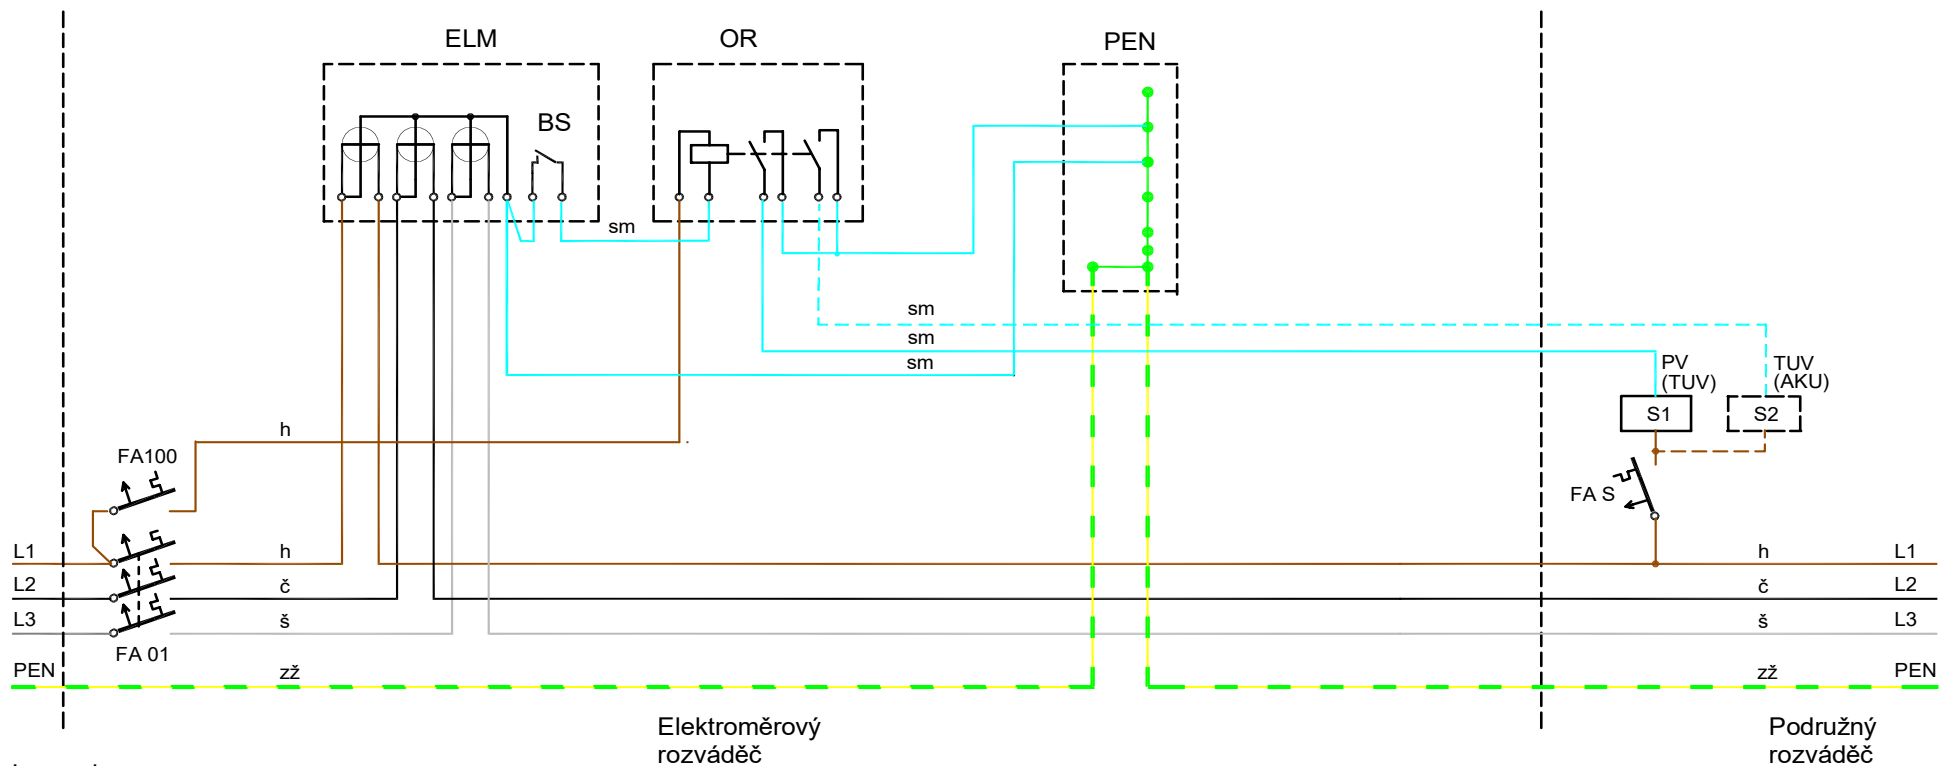 ELM
OR
PEN
BS
sm
sm
sm
sm
PV
(TUV)
TUV
(AKU)
S1
S2
h
FA100
FA S
L1
h
h
L1
L2
č
č
L2
L3
š
š
L3
FA 01
PEN
zž
zž
PEN
Elektroměrový
rozváděč
Podružný
rozváděč